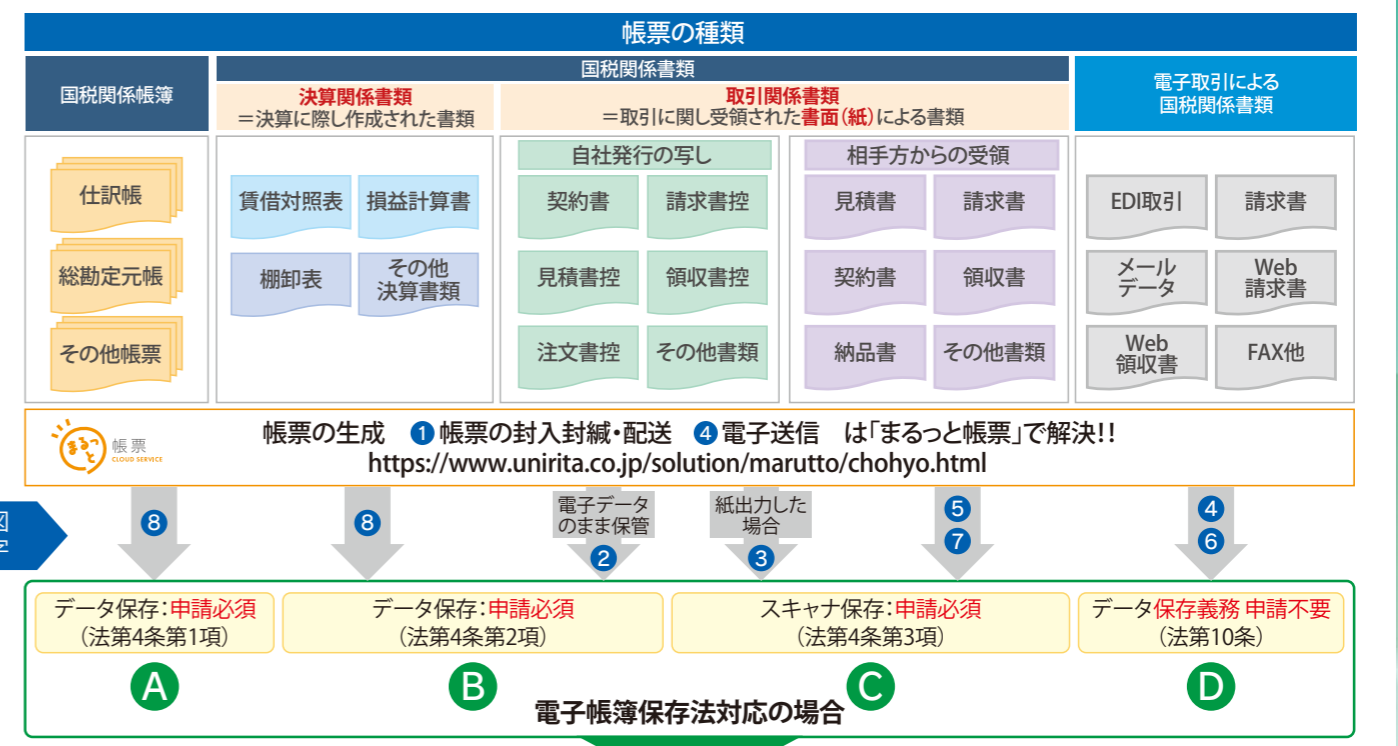 帳票の種類
国税関係帳簿
国税関係書類
決算関係書類
＝決算に際し作成された書類
取引関係書類
＝取引に関し受領された書面(紙)による書類
電子取引による
国税関係書類
仕訳帳
総勘定元帳
その他帳票
賃借対照表 損益計算書
棚卸表
その他
決算書類
自社発行の写し
契約書 請求書控
見積書控 領収書控
注文書控 その他書類
相手方からの受領
見積書 請求書
契約書 領収書
納品書 その他書類
EDI取引 請求書
メール
データ
Web
請求書
Web
領収書
FAX他
まるっと
帳票
CLOUD SERVICE
帳票の生成 ❶帳票の封入封緘・配送 ❹電子送信 は「まるっと帳票」で解決!!
https://www.unirita.co.jp/solution/marutto/chohyo.html
❽
❽
電子データ
のまま保管
❷
紙出力した
場合
❸
❺
❼
❹
❻
データ保存：申請必須
（法第4条第1項）
A
データ保存：申請必須
（法第4条第2項）
B
スキャナ保存：申請必須
（法第4条第3項）
C
データ保存義務 申請不要
（法第10条）
D
電子帳簿保存法対応の場合